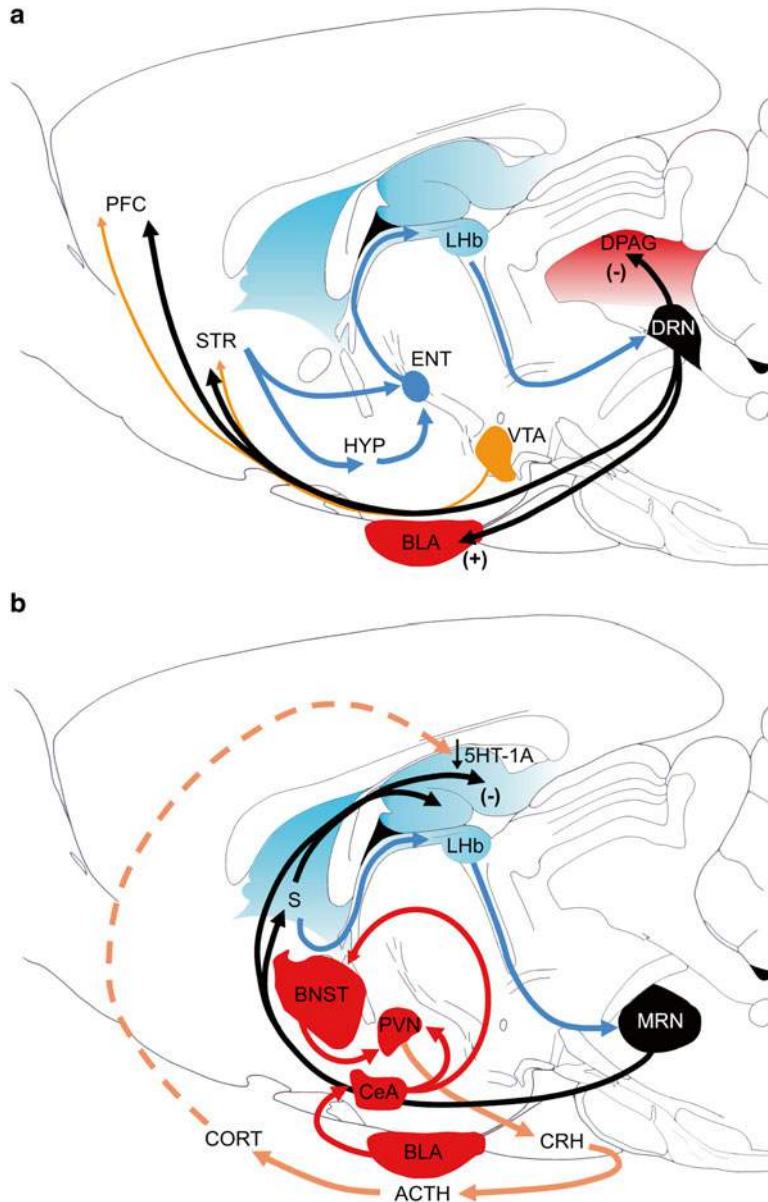 a
PFC
LHb
DPAG
(-)
DRN
STR
ENT
HYP
VTA
BLA
(+)
b
5HT-1A
(-)
LHb
S
BNST
PVN
MRN
CeA
CORT
BLA
CRH
ACTH